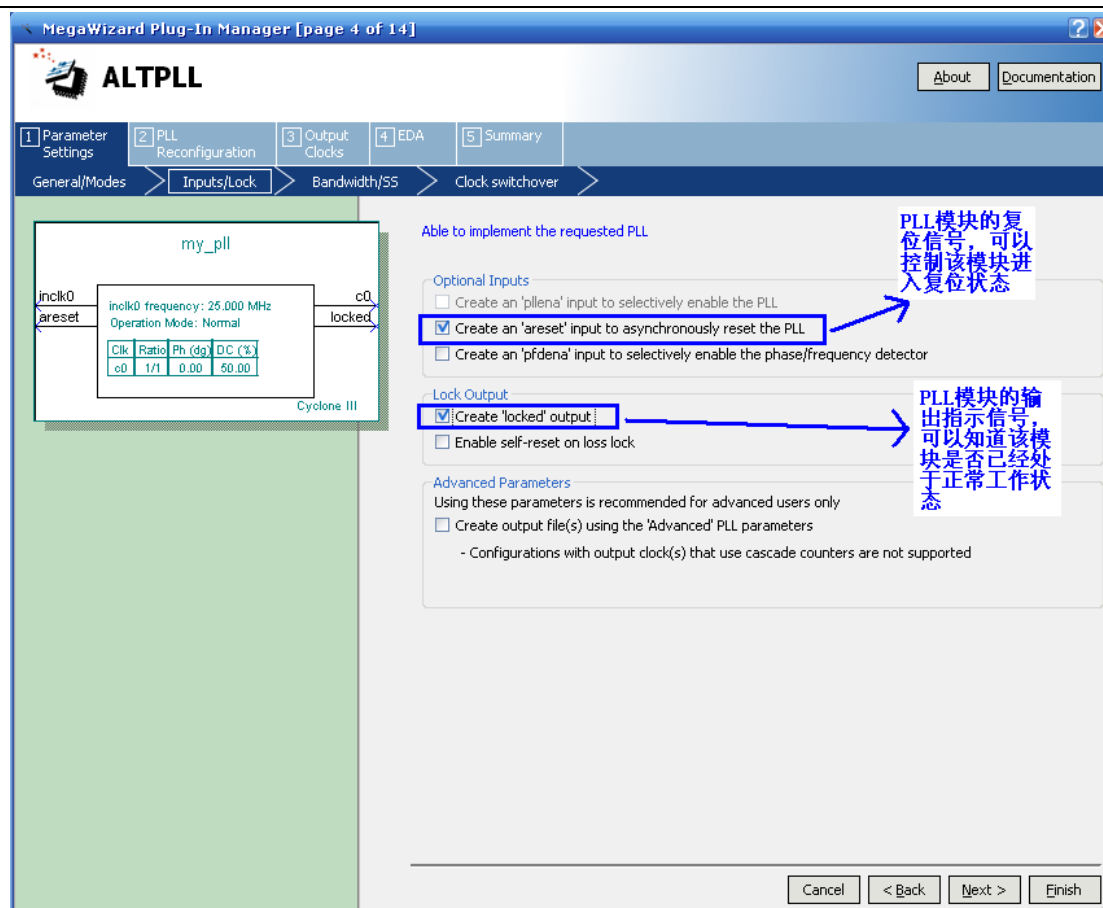 MegaWizard Plug-In Manager [page 4 of 14]
ALTPLL
About
Documentation
1 Parameter Settings
2 PLL Reconfiguration
3 Output Clocks
4 EDA
5 Summary
General/Modes
Inputs/Lock
Bandwidth/SS
Clock switchover
my_pll
inclk0
areset
c0
locked
inclk0 frequency: 25.000 MHz
Operation Mode: Normal
Clk Ratio Ph (dg) DC (%)
c0 1/1 0.00 50.00
Cyclone III
Able to implement the requested PLL
Optional Inputs
Create an 'pllena' input to selectively enable the PLL
Create an 'areset' input to asynchronously reset the PLL
Create an 'pfdena' input to selectively enable the phase/frequency detector
PLL模块的复
位信号，可以
控制该模块进
入复位状态
Lock Output
Create 'locked' output
Enable self-reset on loss lock
PLL模块的输
出指示信号，
可以知道该模
块是否已经处
于正常工作状
态
Advanced Parameters
Using these parameters is recommended for advanced users only
Create output file(s) using the 'Advanced' PLL parameters
- Configurations with output clock(s) that use cascade counters are not supported
Cancel
< Back
Next >
Finish